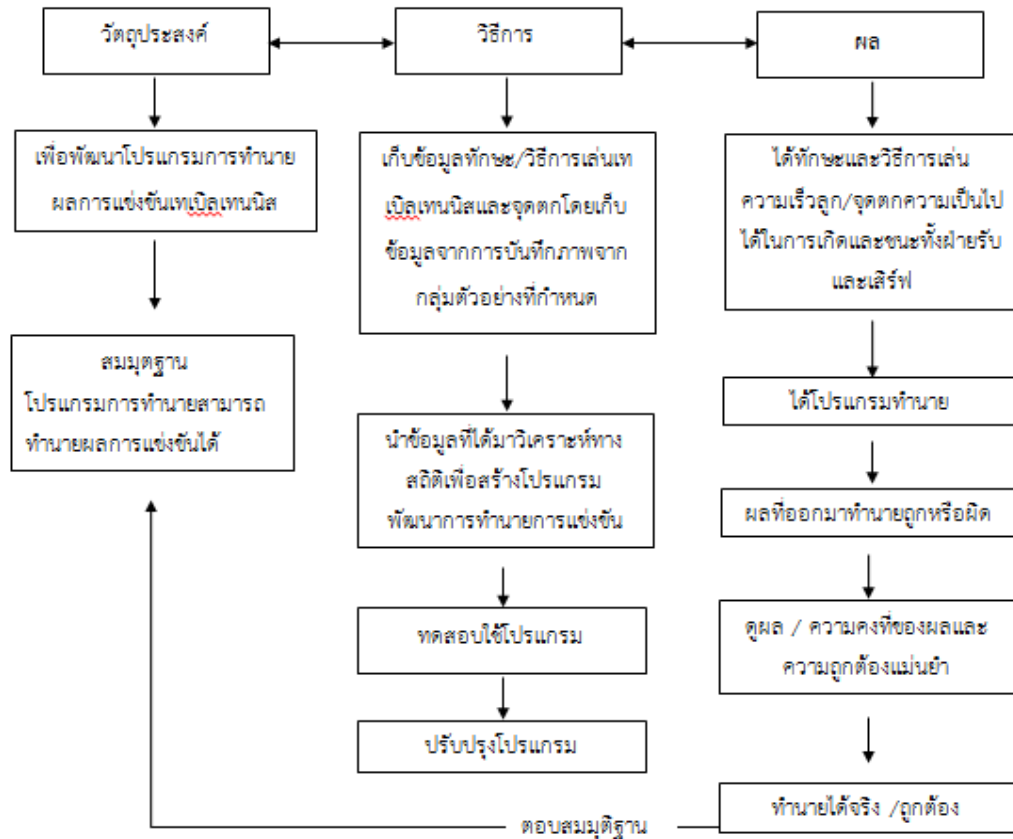 วัตถุประสงค์
วิธีการ
ผล
เพื่อพัฒนาโปรแกรมการทำนาย
ผลการแข่งขันเทเบิลเทนนิส
เก็บข้อมูลทักษะ/วิธีการเล่นเท
เบิลเทนนิสและจุดตกโดยเก็บ
ข้อมูลจากการบันทึกภาพจาก
กลุ่มตัวอย่างที่กำหนด
ได้ทักษะและวิธีการเล่น
ความเร็วลูก/จุดตกความเป็นไป
ได้ในการเกิดและชนะทั้งฝ่ายรับ
และเสิร์ฟ
สมมุตฐาน
โปรแกรมการทำนายสามารถ
ทำนายผลการแข่งขันได้
นำข้อมูลที่ได้มาวิเคราะห์ทาง
สถิติเพื่อสร้างโปรแกรม
พัฒนาการทำนายการแข่งขัน
ได้โปรแกรมทำนาย
ผลที่ออกมาทำนายถูกหรือผิด
ทดสอบใช้โปรแกรม
ดูผล / ความคงที่ของผลและ
ความถูกต้องแม่นยำ
ปรับปรุงโปรแกรม
ทำนายได้จริง /ถูกต้อง
ตอบสมมุติฐาน